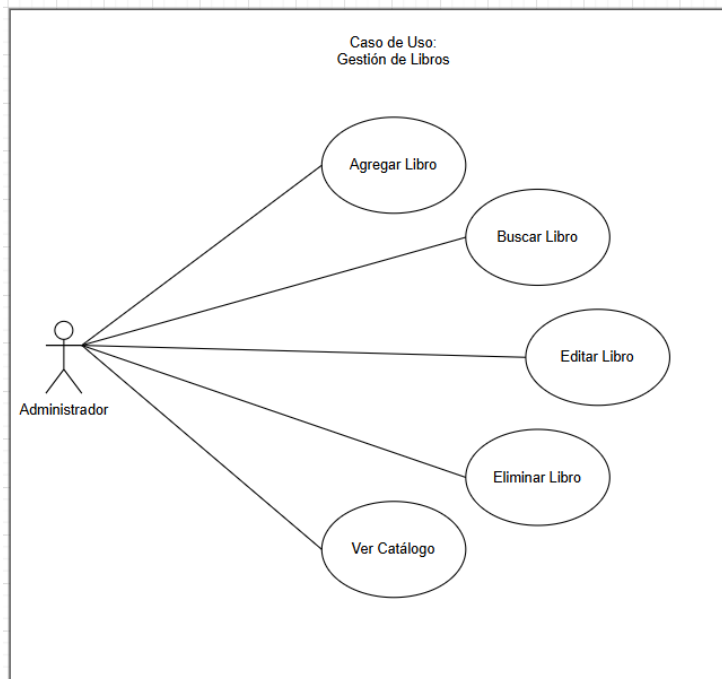 Caso de Uso:
Gestión de Libros
Agregar Libro
Buscar Libro
Editar Libro
Administrador
Eliminar Libro
Ver Catálogo